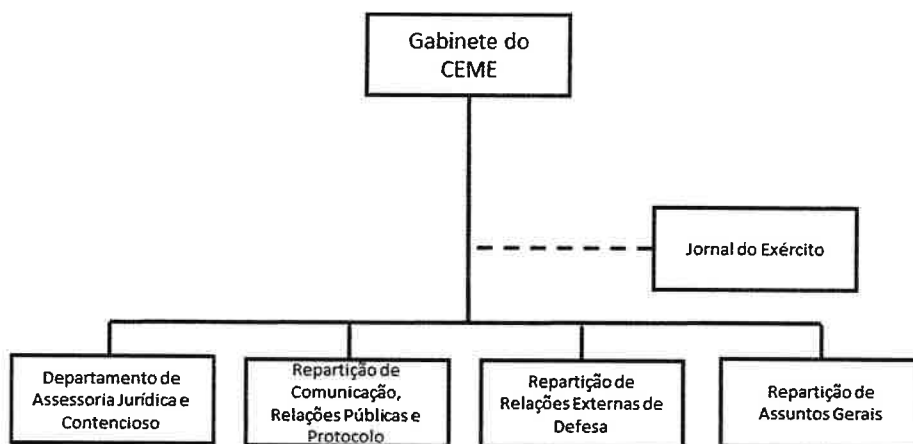 Gabinete do
CEME
Jornal do Exército
Departamento de
Assessoria Jurídica e
Contencioso
Repartição de
Comunicação,
Relações Públicas e
Protocolo
Repartição de
Relações Externas de
Defesa
Repartição de
Assuntos Gerais